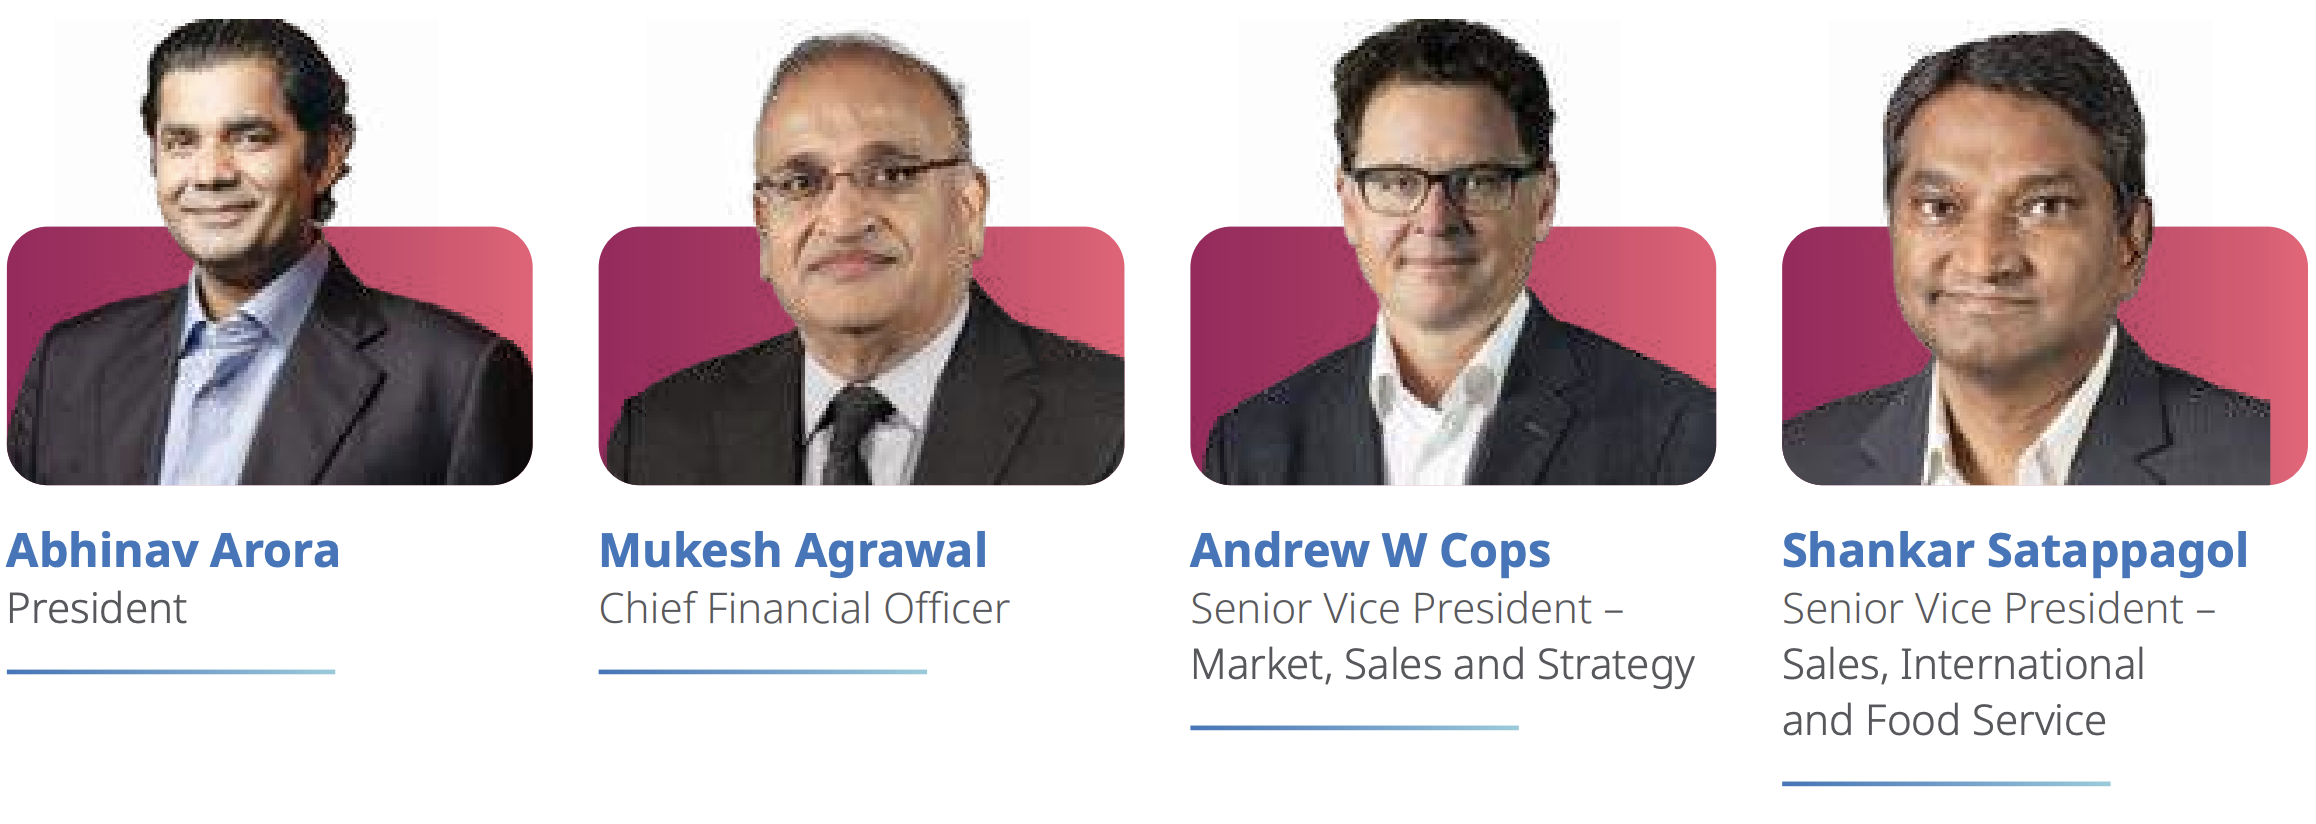 Abhinav Arora
President
Mukesh Agrawal
Chief Financial Officer
Andrew W Cops
Senior Vice President –
Market, Sales and Strategy
Shankar Satappagol
Senior Vice President –
Sales, International
and Food Service